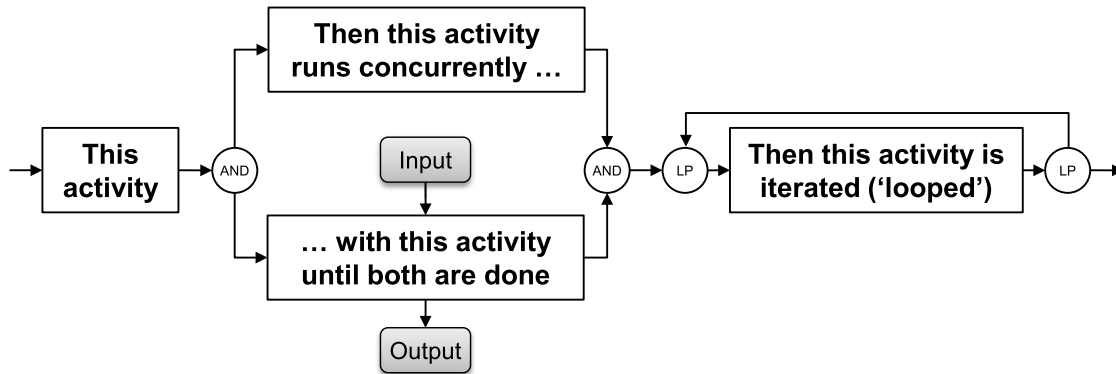 This
activity
AND
Then this activity
runs concurrently …
Input
… with this activity
until both are done
Output
AND
LP
Then this activity is
iterated (‘looped’)
LP